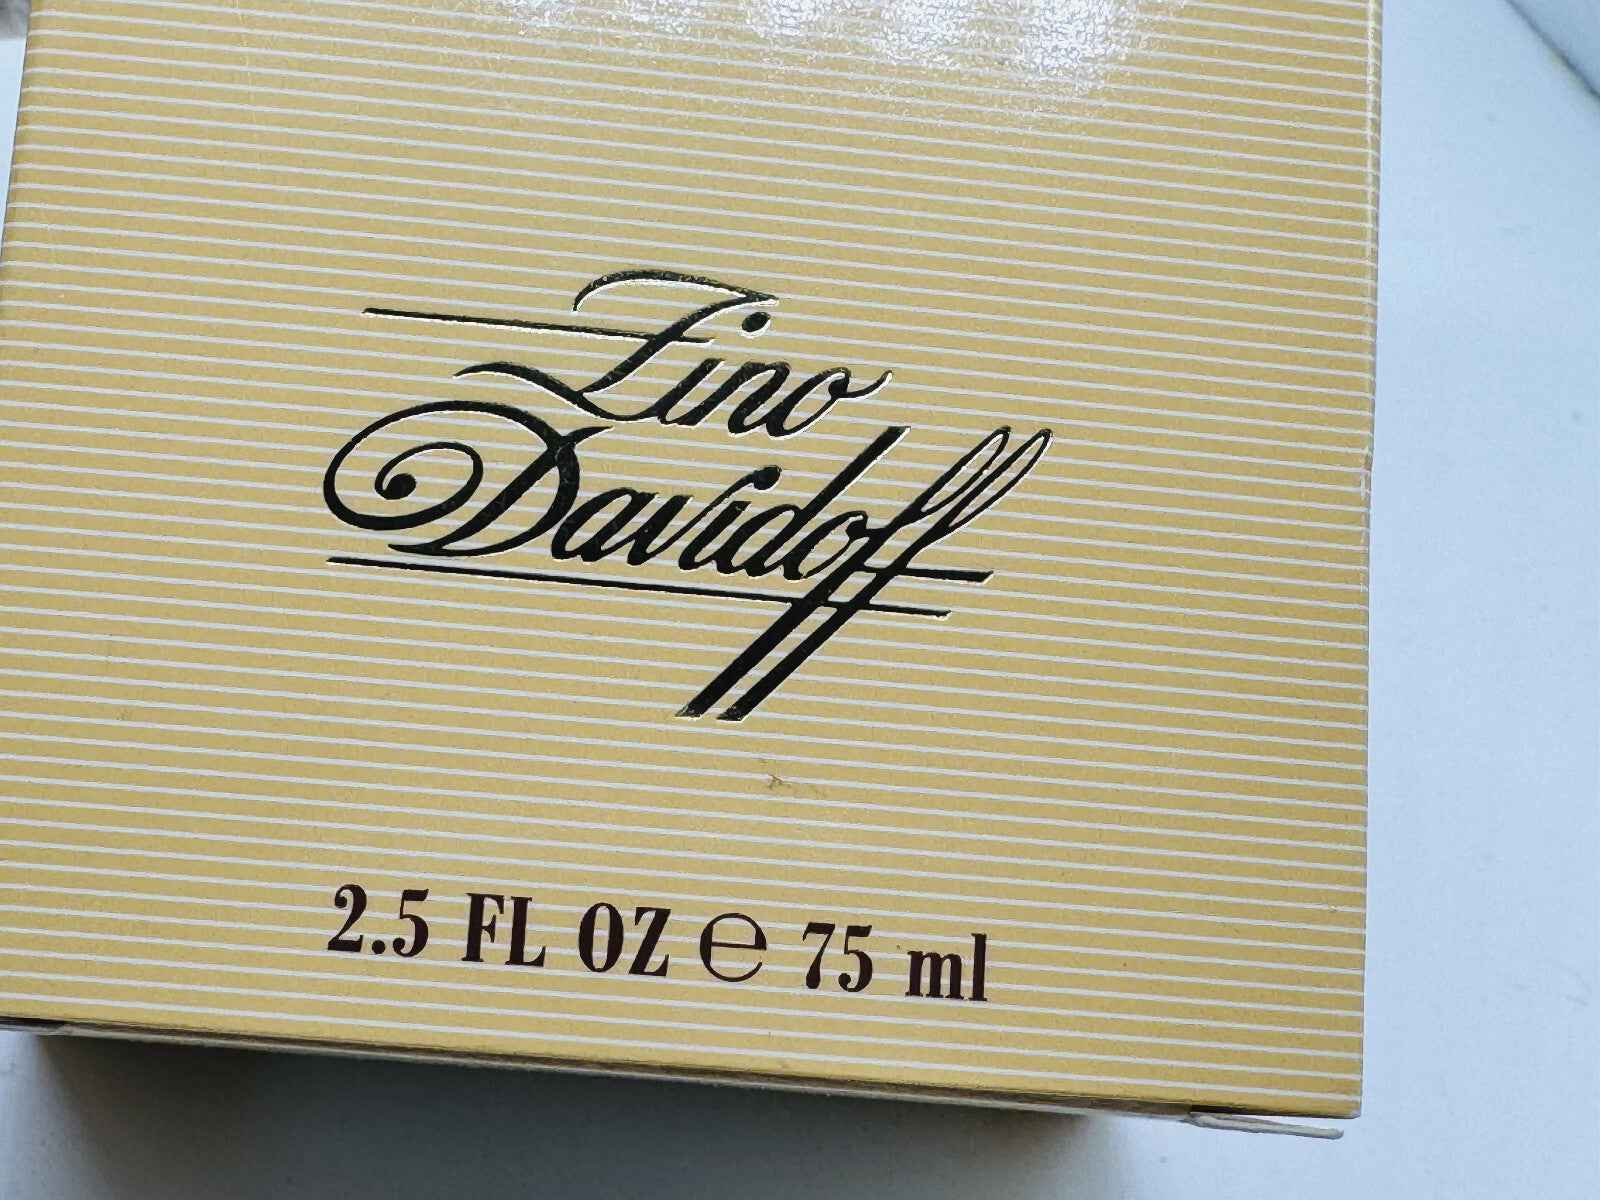 Zino
Davidoff
2.5 FL OZ ℮ 75 ml